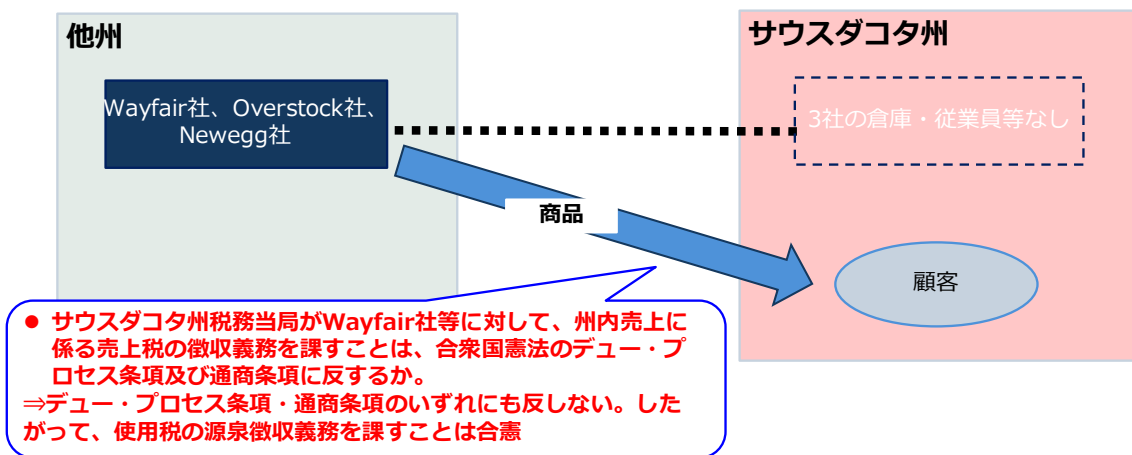 他州
サウスダコタ州
Wayfair社、Overstock社、
Newegg社
3社の倉庫・従業員等なし
商品
顧客
● サウスダコタ州税務当局がWayfair社等に対して、州内売上に
係る売上税の徴収義務を課すことは、合衆国憲法のデュー・プ
ロセス条項及び通商条項に反するか。
⇒デュー・プロセス条項・通商条項のいずれにも反しない。した
がって、使用税の源泉徴収義務を課すことは合憲